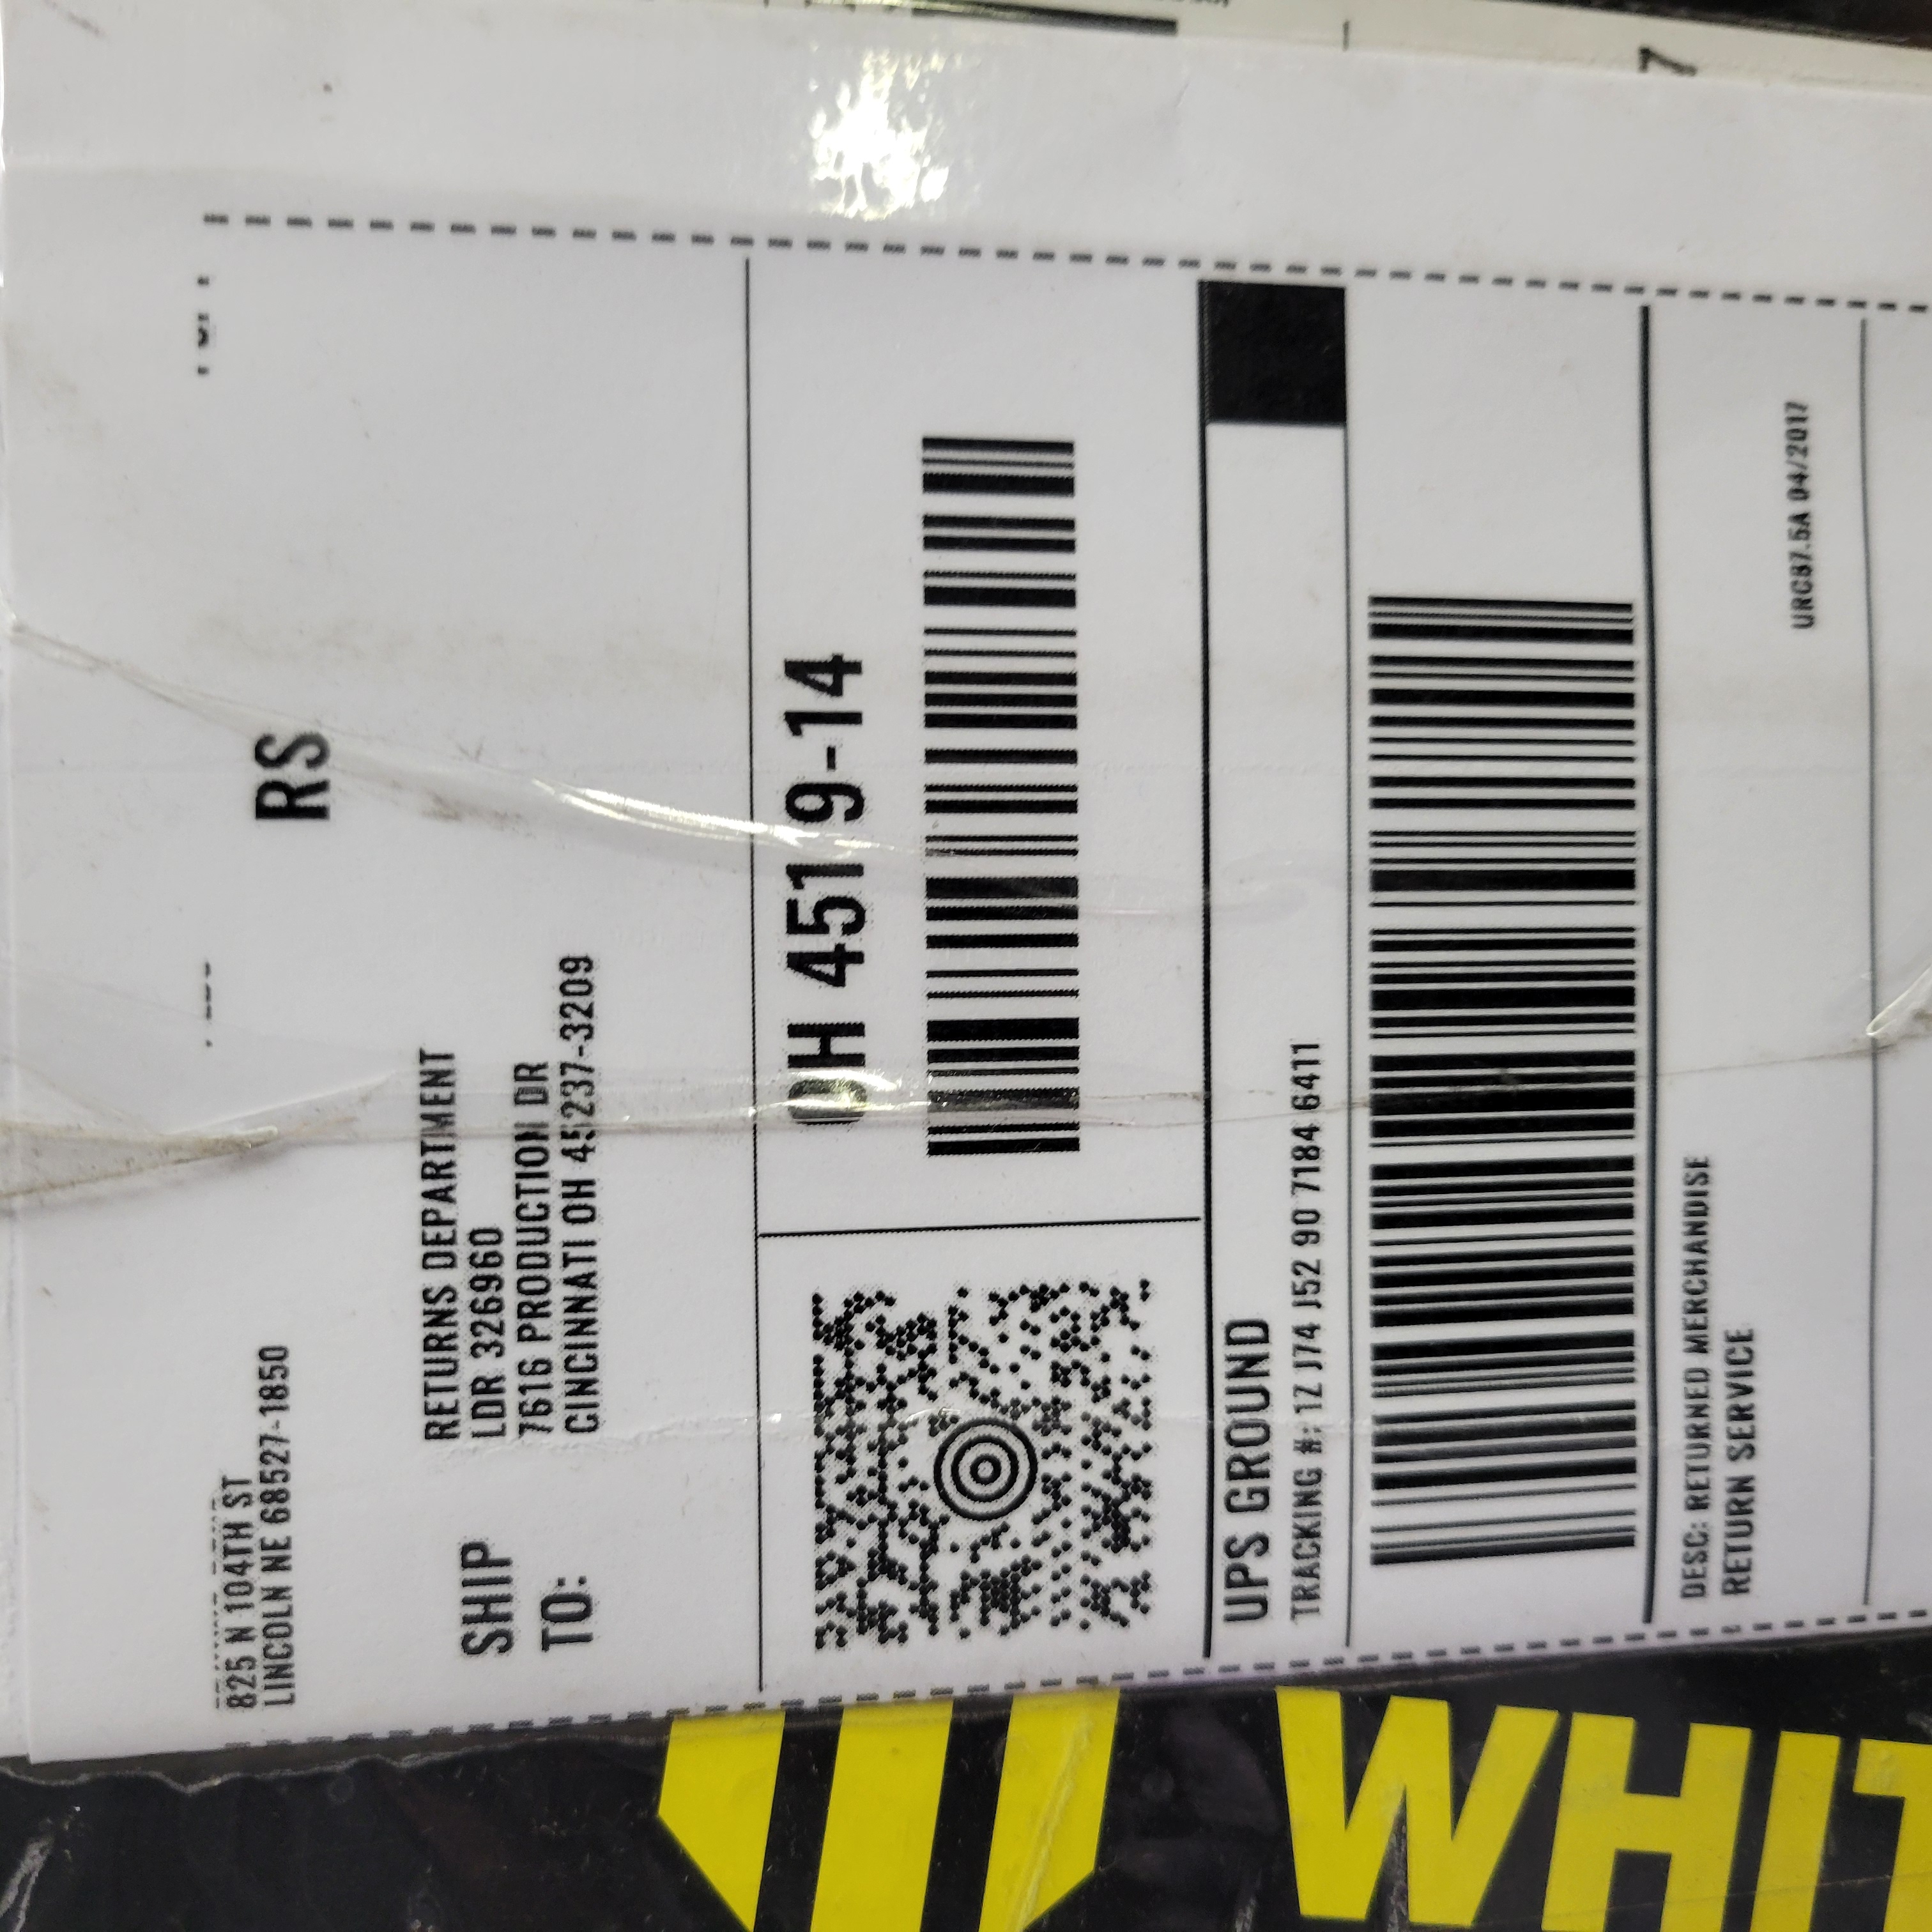 825 N 104TH ST
LINCOLN NE 68527-1850
RS
SHIP
TO:
RETURNS DEPARTMENT
LDR 326960
7616 PRODUCTION DR
CINCINNATI OH 45237-3209
OH 451 9-14
UPS GROUND
TRACKING #: 1Z J74 J52 90 7184 6411
DESC: RETURNED MERCHANDISE
RETURN SERVICE
URCB7.5A 04/2017
7
WHIT